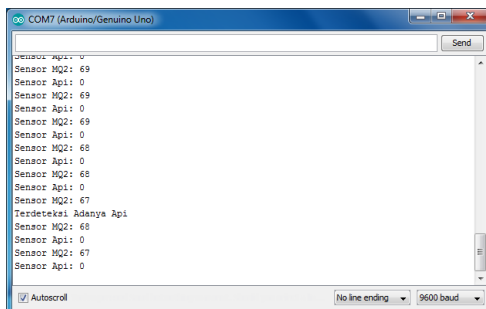 COM7 (Arduino/Genuino Uno)
Send
Sensor Api: 0
Sensor MQ2: 69
Sensor Api: 0
Sensor MQ2: 69
Sensor Api: 0
Sensor MQ2: 69
Sensor Api: 0
Sensor MQ2: 68
Sensor Api: 0
Sensor MQ2: 68
Sensor Api: 0
Sensor MQ2: 67
Terdeteksi Adanya Api
Sensor MQ2: 68
Sensor Api: 0
Sensor MQ2: 67
Sensor Api: 0
Autoscroll
No line ending
9600 baud